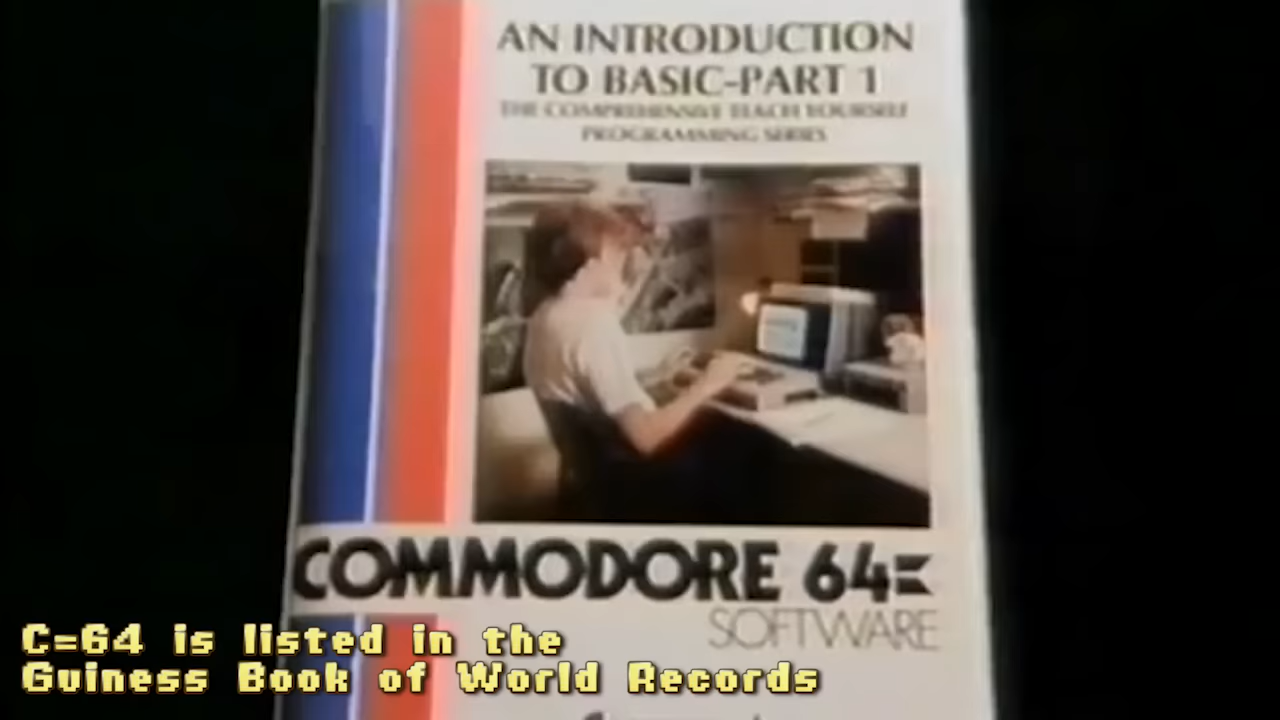 AN INTRODUCTION
TO BASIC-PART 1
THE COMPREHENSIVE TEACH YOURSELF
PROGRAMMING SERIES
COMMODORE 64
SOFTWARE
C=64 is listed in the
Guiness Book of World Records